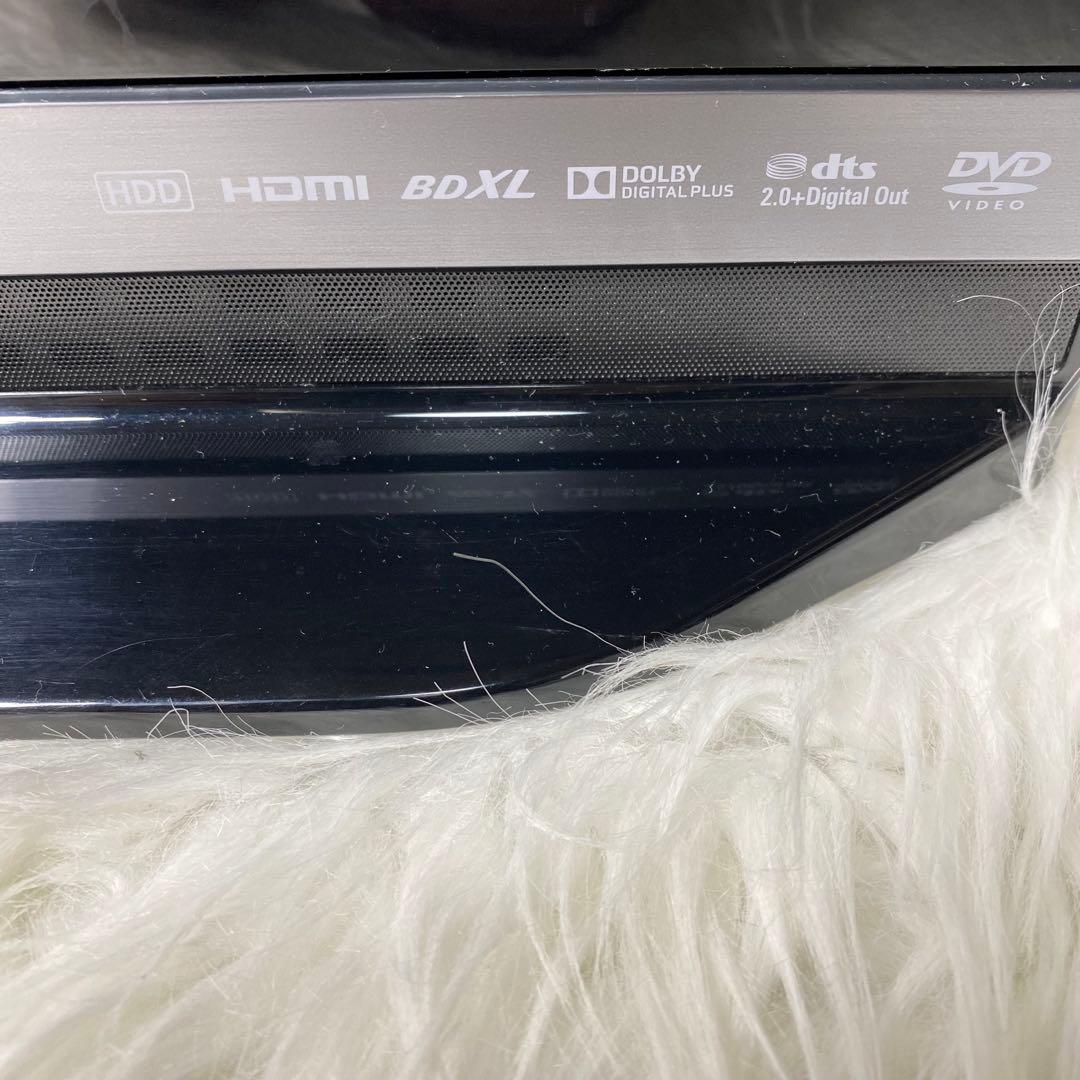 HDD HDMI BDXL DOLBY DIGITAL PLUS dts 2.0+Digital Out DVD VIDEO